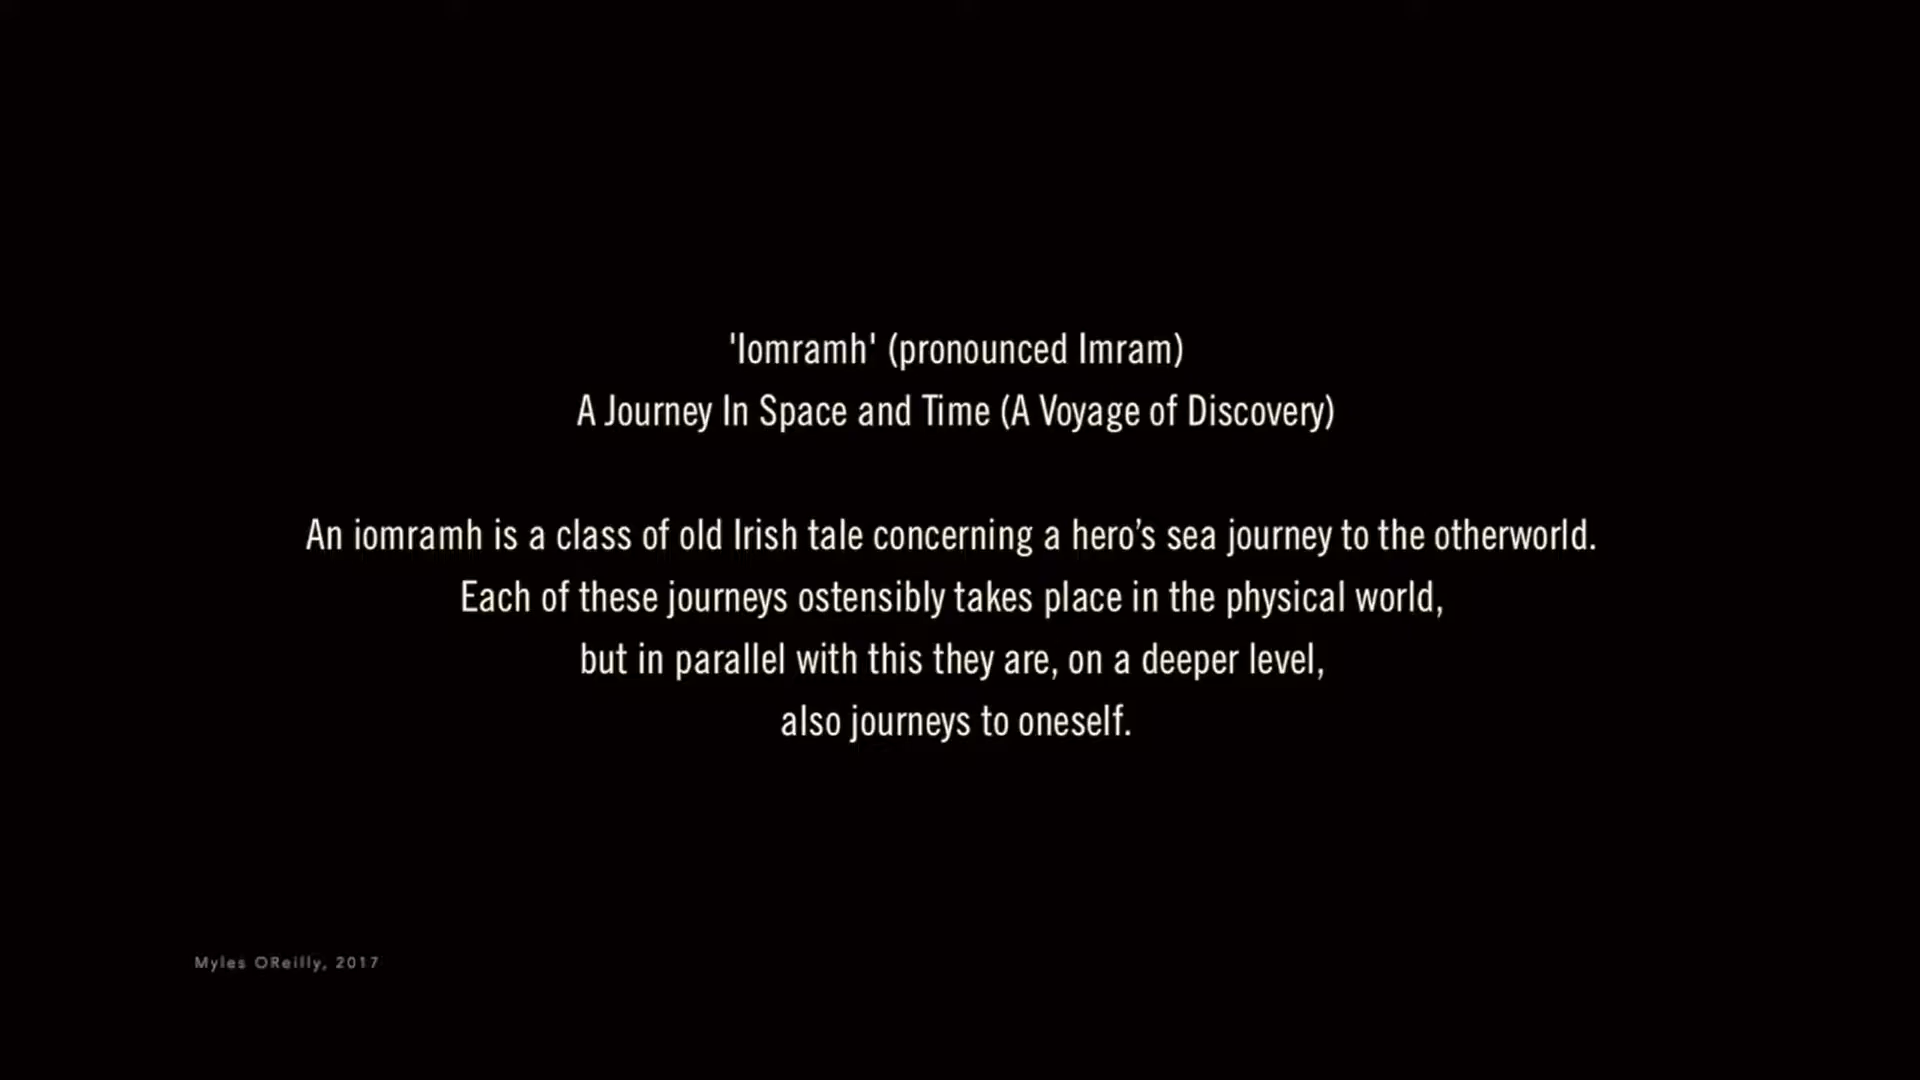 'Iomramh' (pronounced Imram)
A Journey In Space and Time (A Voyage of Discovery)
An iomramh is a class of old Irish tale concerning a hero’s sea journey to the otherworld.
Each of these journeys ostensibly takes place in the physical world,
but in parallel with this they are, on a deeper level,
also journeys to oneself.
Myles OReilly, 2017